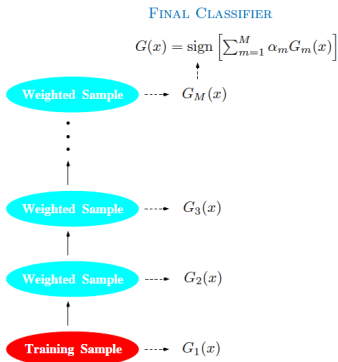 FINAL CLASSIFIER
G(x) = sign [∑_{m=1}^{M} α_m G_m(x)]
Weighted Sample G_M(x)
Weighted Sample G_3(x)
Weighted Sample G_2(x)
Training Sample G_1(x)